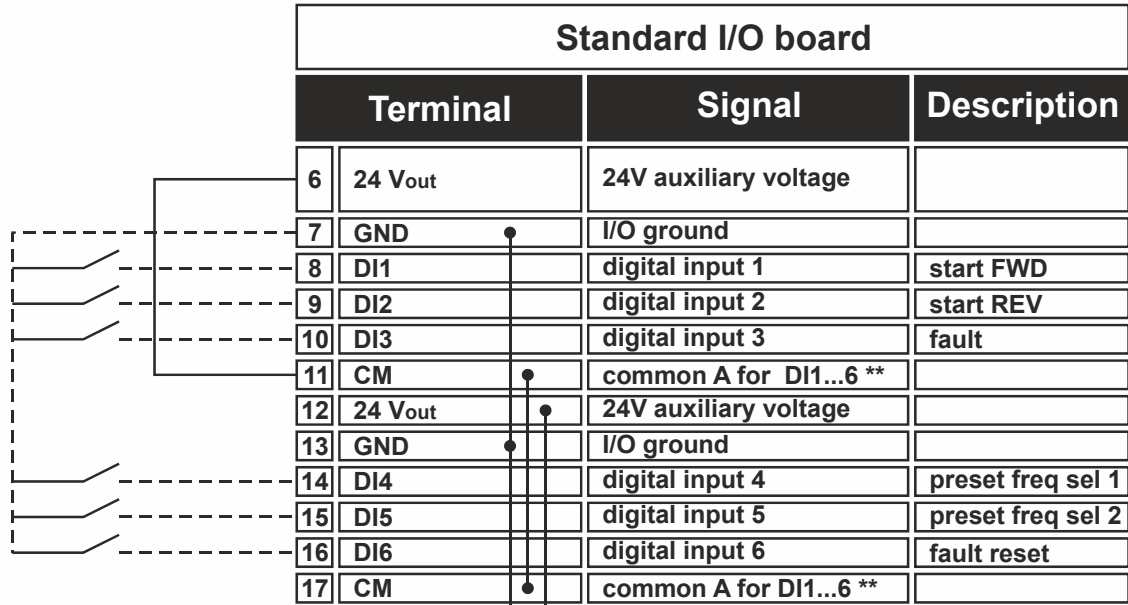 Standard I/O board
Terminal Signal Description
6 24 Vout 24V auxiliary voltage
7 GND I/O ground
8 DI1 digital input 1 start FWD
9 DI2 digital input 2 start REV
10 DI3 digital input 3 fault
11 CM common A for DI1...6 **
12 24 Vout 24V auxiliary voltage
13 GND I/O ground
14 DI4 digital input 4 preset freq sel 1
15 DI5 digital input 5 preset freq sel 2
16 DI6 digital input 6 fault reset
17 CM common A for DI1...6 **